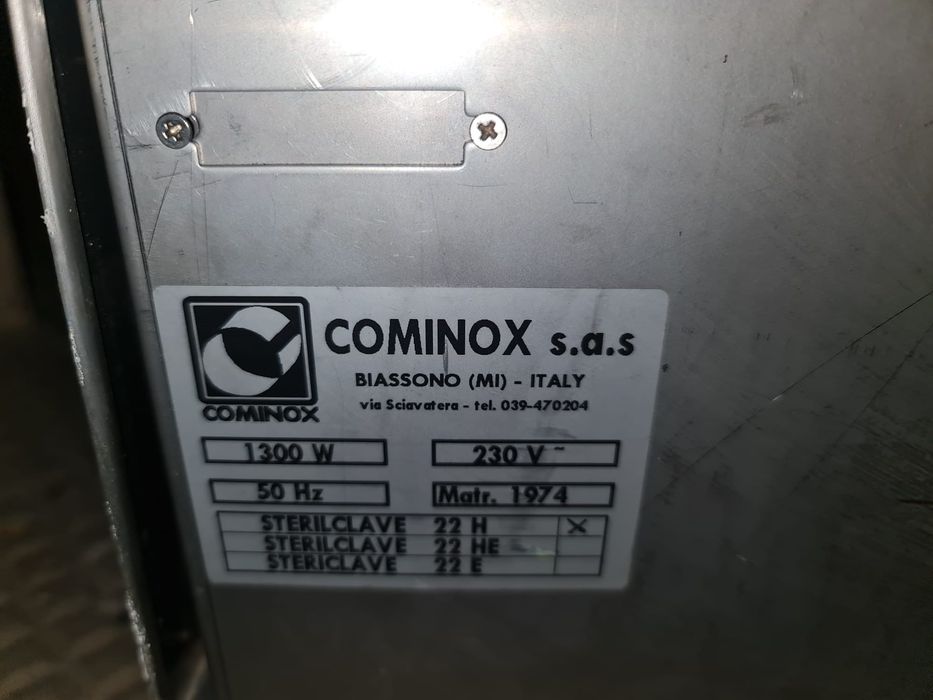 COMINOX s.a.s
BIASSONO (MI) - ITALY
via Sciavatera - tel. 039-470204
COMINOX
1300 W 230 V ~
50 Hz Matr. 1974
STERILCLAVE 22 H X
STERILCLAVE 22 HE
STERICLAVE 22 E